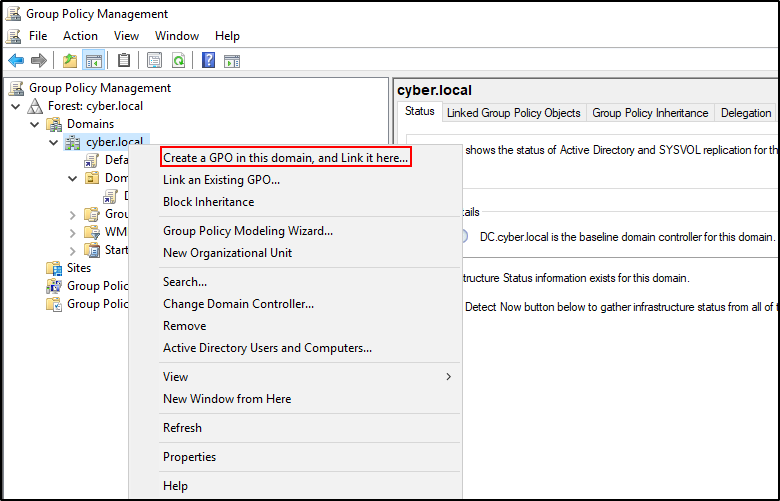 Group Policy Management
File Action View Window Help
Group Policy Management
Forest: cyber.local
Domains
cyber.local
Defa
Dom
D
Grou
WM
Start
Sites
Group Polic
Group Polic
Create a GPO in this domain, and Link it here...
Link an Existing GPO...
Block Inheritance
Group Policy Modeling Wizard...
New Organizational Unit
Search...
Change Domain Controller...
Remove
Active Directory Users and Computers...
View
New Window from Here
Refresh
Properties
Help
cyber.local
Status Linked Group Policy Objects Group Policy Inheritance Delegation
shows the status of Active Directory and SYSVOL replication for th
ails
DC.cyber.local is the baseline domain controller for this domain.
structure Status information exists for this domain.
Detect Now button below to gather infrastructure status from all of t